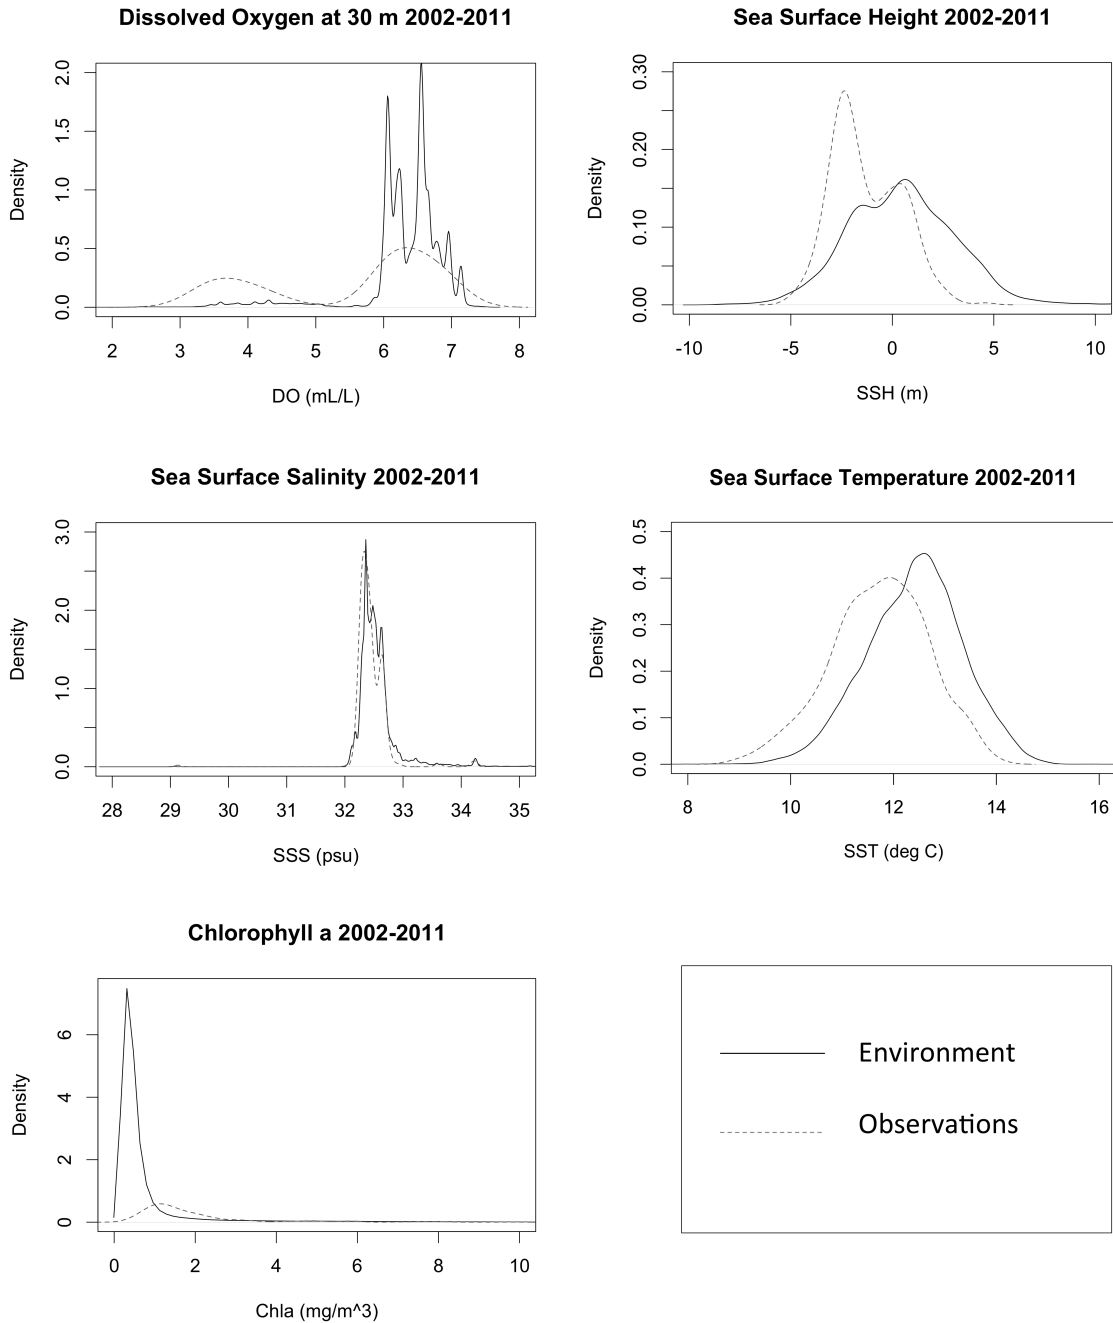 Dissolved Oxygen at 30 m 2002-2011
Density
0.0 0.5 1.0 1.5 2.0
2 3 4 5 6 7 8
DO (mL/L)
Sea Surface Height 2002-2011
Density
0.00 0.10 0.20 0.30
-10 -5 0 5 10
SSH (m)
Sea Surface Salinity 2002-2011
Density
0.0 1.0 2.0 3.0
28 29 30 31 32 33 34 35
SSS (psu)
Sea Surface Temperature 2002-2011
Density
0.0 0.1 0.2 0.3 0.4 0.5
8 10 12 14 16
SST (deg C)
Chlorophyll a 2002-2011
Density
0 2 4 6
0 2 4 6 8 10
Chla (mg/m^3)
Environment
Observations